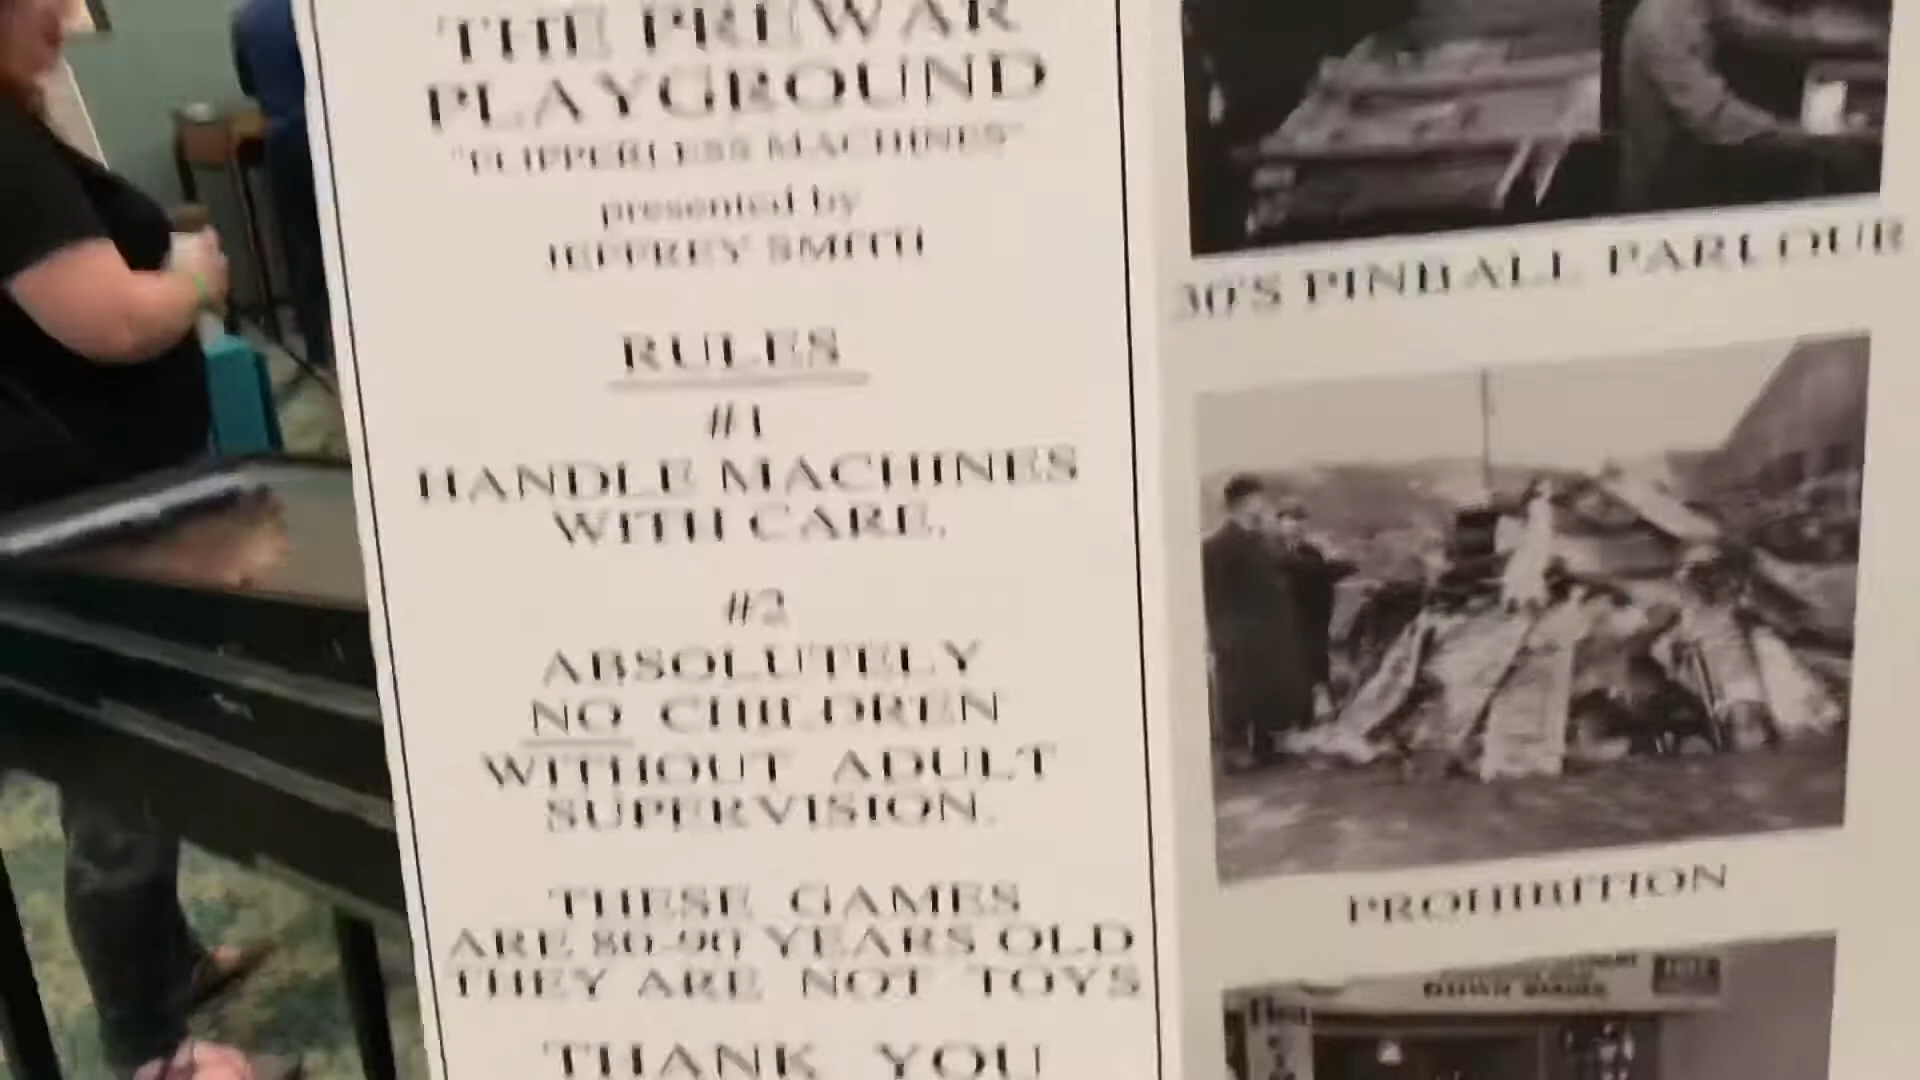 THE PREWAR
PLAYGROUND
"FLIPPERLESS MACHINES"
presented by
JEFFREY SMITH
RULES
#1
HANDLE MACHINES
WITH CARE.
#2
ABSOLUTELY
NO CHILDREN
WITHOUT ADULT
SUPERVISION.
THESE GAMES
ARE 80-90 YEARS OLD
THEY ARE NOT TOYS
THANK YOU
30'S PINBALL PARLOUR
PROHIBITION